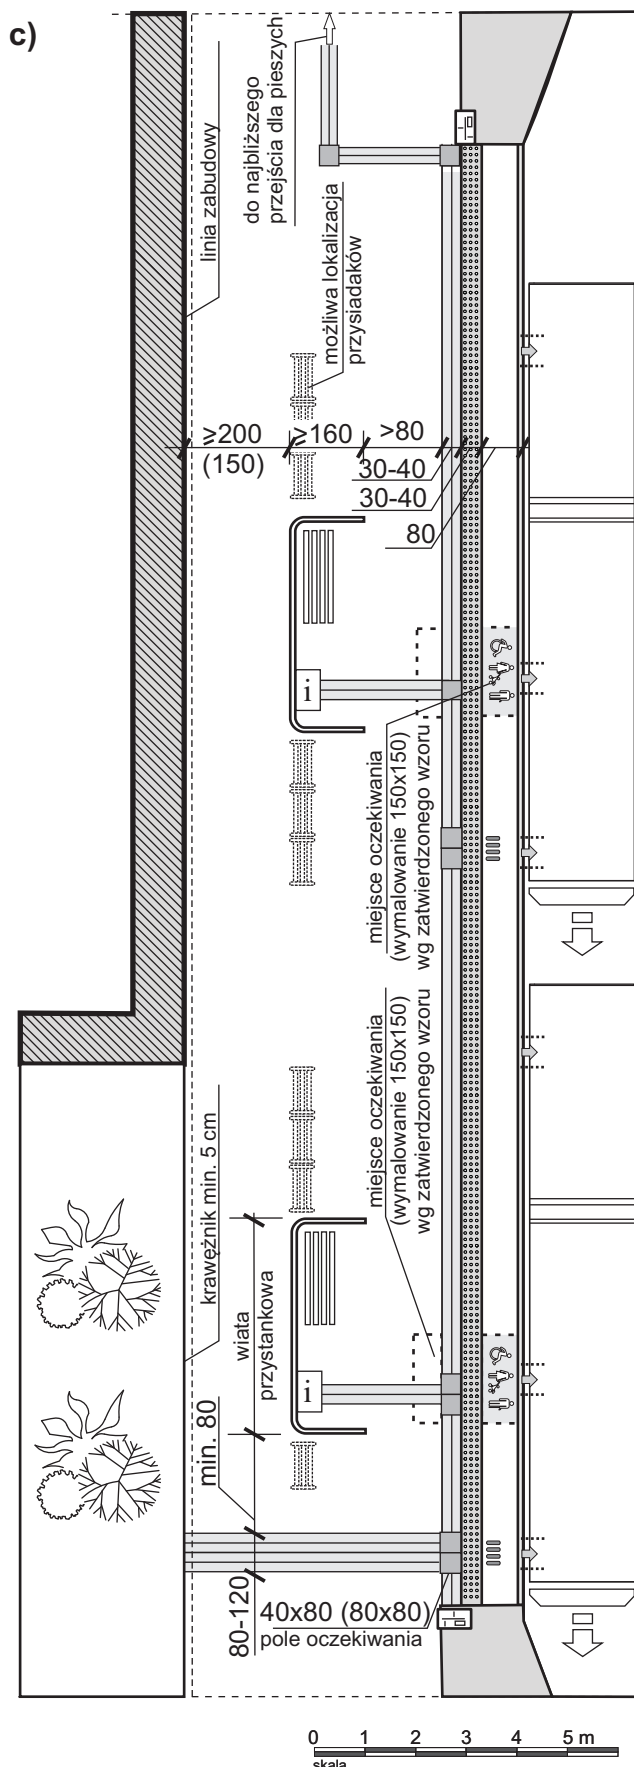 c)
do najbliższego
przejścia dla pieszych
linia zabudowy
możliwa lokalizacja
przysiadaków
⩾200
(150)
⩾160
>80
30-40
30-40
80
i
miejsce oczekiwania
(wymalowanie 150x150)
wg zatwierdzonego wzoru
miejsce oczekiwania
(wymalowanie 150x150)
wg zatwierdzonego wzoru
krawężnik min. 5 cm
wiata
przystankowa
i
min. 80
80-120
40x80 (80x80)
pole oczekiwania
0 1 2 3 4 5 m
skala